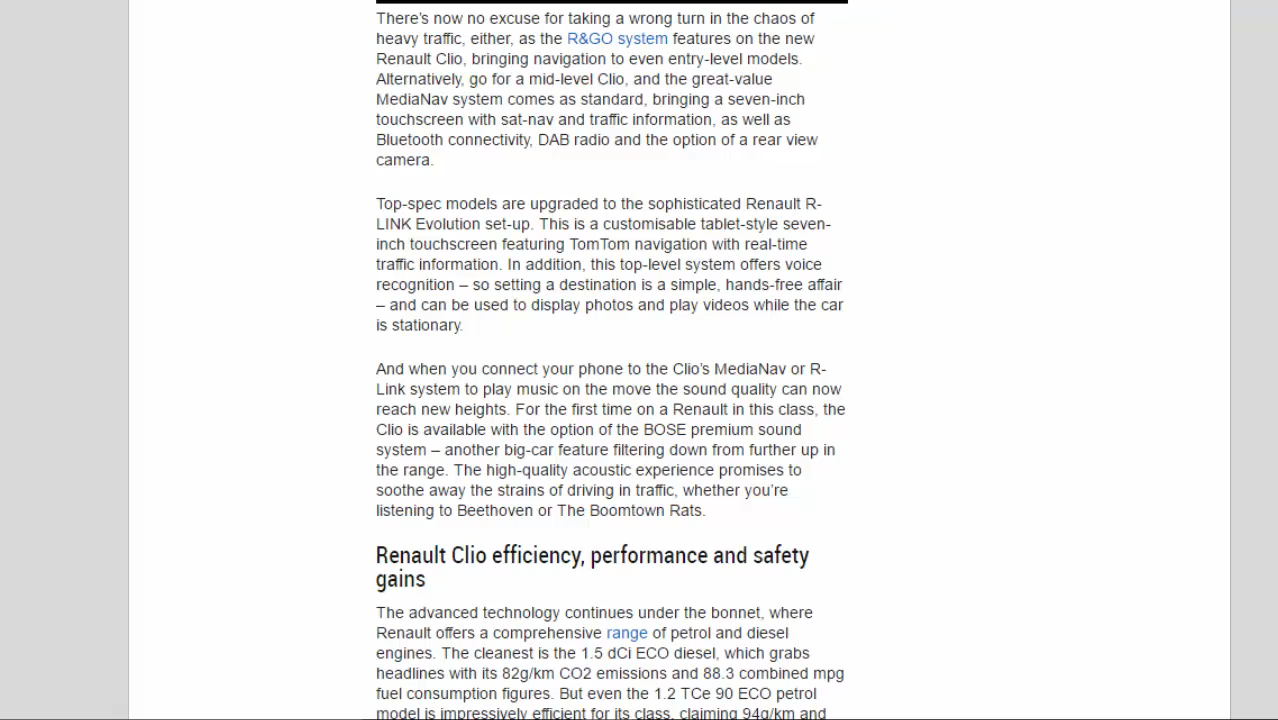 There's now no excuse for taking a wrong turn in the chaos of
heavy traffic, either, as the R&GO system features on the new
Renault Clio, bringing navigation to even entry-level models.
Alternatively, go for a mid-level Clio, and the great-value
MediaNav system comes as standard, bringing a seven-inch
touchscreen with sat-nav and traffic information, as well as
Bluetooth connectivity, DAB radio and the option of a rear view
camera.
Top-spec models are upgraded to the sophisticated Renault R-
LINK Evolution set-up. This is a customisable tablet-style seven-
inch touchscreen featuring TomTom navigation with real-time
traffic information. In addition, this top-level system offers voice
recognition – so setting a destination is a simple, hands-free affair
– and can be used to display photos and play videos while the car
is stationary.
And when you connect your phone to the Clio's MediaNav or R-
Link system to play music on the move the sound quality can now
reach new heights. For the first time on a Renault in this class, the
Clio is available with the option of the BOSE premium sound
system – another big-car feature filtering down from further up in
the range. The high-quality acoustic experience promises to
soothe away the strains of driving in traffic, whether you're
listening to Beethoven or The Boomtown Rats.
Renault Clio efficiency, performance and safety
gains
The advanced technology continues under the bonnet, where
Renault offers a comprehensive range of petrol and diesel
engines. The cleanest is the 1.5 dCi ECO diesel, which grabs
headlines with its 82g/km CO2 emissions and 88.3 combined mpg
fuel consumption figures. But even the 1.2 TCe 90 ECO petrol
model is impressively efficient for its class, claiming 94g/km and